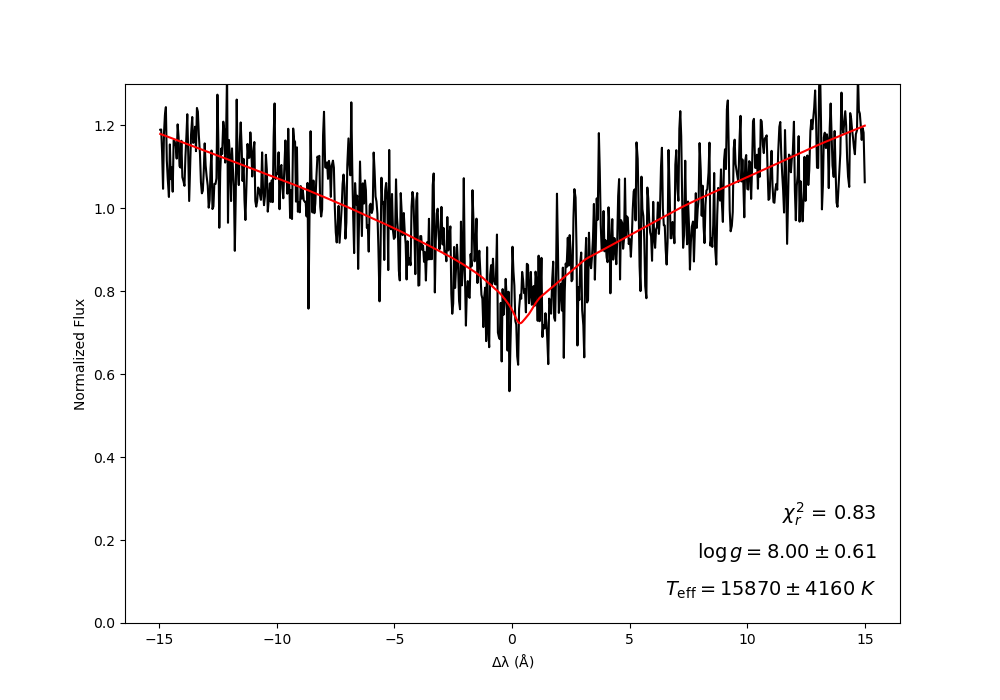 1.2
1.0
0.8
0.6
0.4
0.2
0.0
Normalized Flux
χ²ᵣ = 0.83
log g = 8.00 ± 0.61
T_eff = 15870 ± 4160 K
−15 −10 −5 0 5 10 15
Δλ (Å)